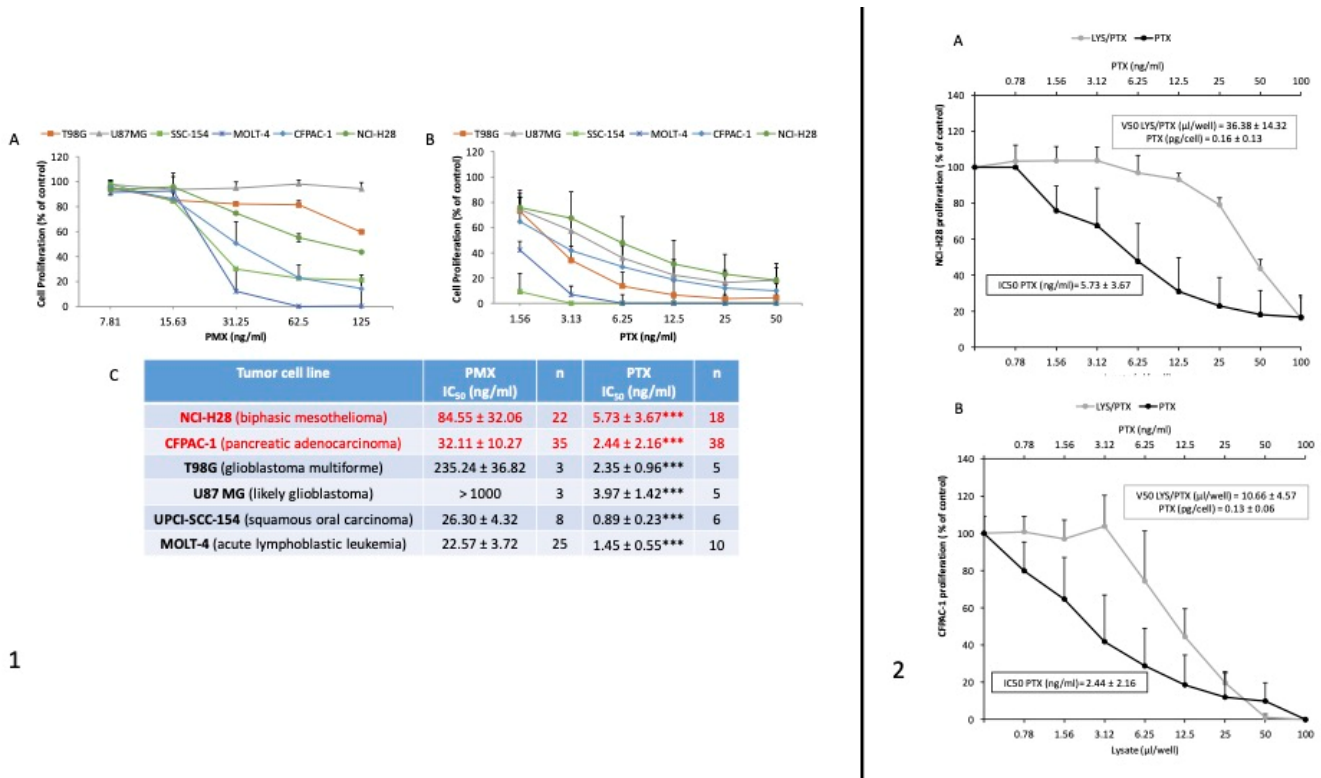 A
T98G U87MG SSC-154 MOLT-4 CFPAC-1 NCI-H28
Cell Proliferation (% of control)
120
100
80
60
40
20
0
7.81 15.63 31.25 62.5 125
PMX (ng/ml)
B
T98G U87MG SSC-154 MOLT-4 CFPAC-1 NCI-H28
Cell Proliferation (% of control)
120
100
80
60
40
20
0
1.56 3.13 6.25 12.5 25 50
PTX (ng/ml)
C
Tumor cell line PMX IC50 (ng/ml) n PTX IC50 (ng/ml) n
NCI-H28 (biphasic mesothelioma) 84.55 ± 32.06 22 5.73 ± 3.67*** 18
CFPAC-1 (pancreatic adenocarcinoma) 32.11 ± 10.27 35 2.44 ± 2.16*** 38
T98G (glioblastoma multiforme) 235.24 ± 36.82 3 2.35 ± 0.96*** 5
U87 MG (likely glioblastoma) > 1000 3 3.97 ± 1.42*** 5
UPCI-SCC-154 (squamous oral carcinoma) 26.30 ± 4.32 8 0.89 ± 0.23*** 6
MOLT-4 (acute lymphoblastic leukemia) 22.57 ± 3.72 25 1.45 ± 0.55*** 10
1
A
LYS/PTX PTX
PTX (ng/ml)
0.78 1.56 3.12 6.25 12.5 25 50 100
NCI-H28 proliferation ( % of control)
140
120
100
80
60
40
20
0
V50 LYS/PTX (µl/well) = 36.38 ± 14.32
PTX (pg/cell) = 0.16 ± 0.13
IC50 PTX (ng/ml)= 5.73 ± 3.67
0.78 1.56 3.12 6.25 12.5 25 50 100
B
LYS/PTX PTX
PTX (ng/ml)
0.78 1.56 3.12 6.25 12.5 25 50 100
CFPAC-1 proliferation ( % of control)
140
120
100
80
60
40
20
0
V50 LYS/PTX (µl/well) = 10.66 ± 4.57
PTX (pg/cell) = 0.13 ± 0.06
IC50 PTX (ng/ml)= 2.44 ± 2.16
0.78 1.56 3.12 6.25 12.5 25 50 100
Lysate (µl/well)
2